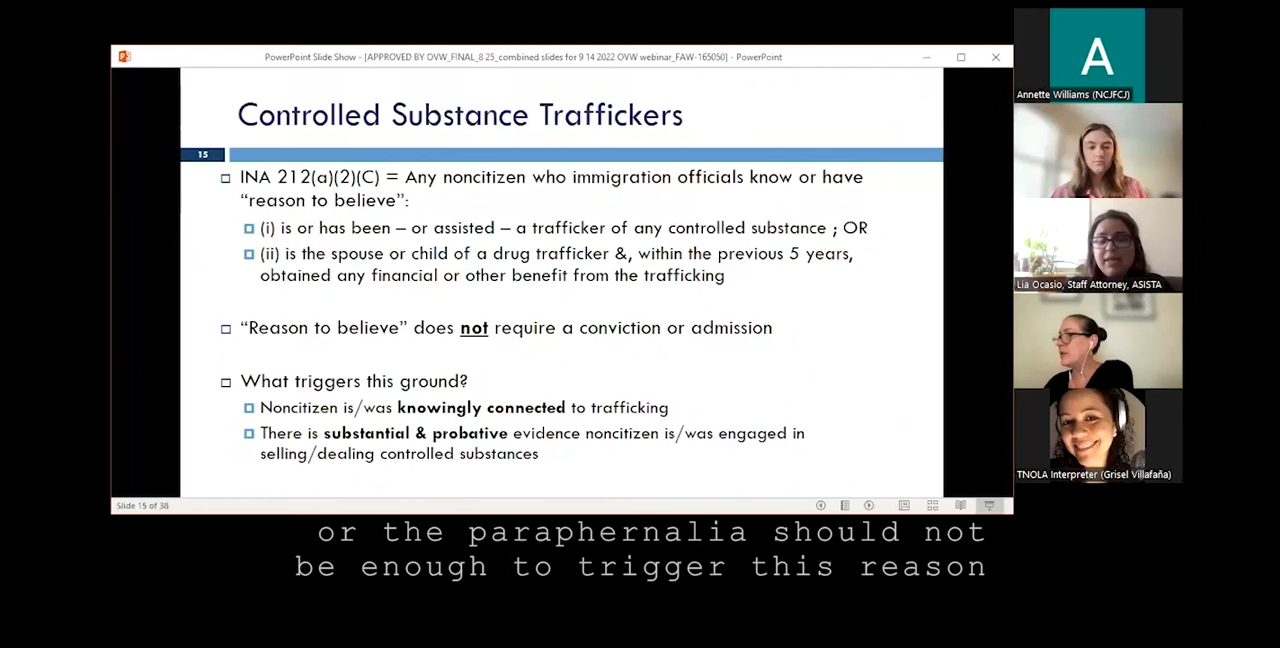 PowerPoint Slide Show - [APPROVED BY OVW_FINAL_8 25_combined slides for 9 14 2022 OVW webinar_FAW-165050] - PowerPoint
Controlled Substance Traffickers
15
INA 212(a)(2)(C) = Any noncitizen who immigration officials know or have
“reason to believe”:
(i) is or has been – or assisted – a trafficker of any controlled substance ; OR
(ii) is the spouse or child of a drug trafficker &, within the previous 5 years,
obtained any financial or other benefit from the trafficking
“Reason to believe” does not require a conviction or admission
What triggers this ground?
Noncitizen is/was knowingly connected to trafficking
There is substantial & probative evidence noncitizen is/was engaged in
selling/dealing controlled substances
Slide 15 of 38
A
Annette Williams (NCJFCJ)
Lia Ocasio, Staff Attorney, ASISTA
TNOLA Interpreter (Grisel Villafaña)
or the paraphernalia should not
be enough to trigger this reason